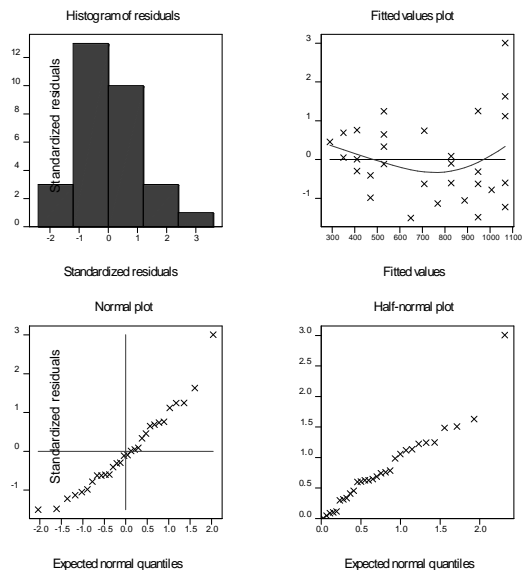 Histogram of residuals
Fitted values plot
12
10
8
6
4
2
0
Standardized residuals
-2 -1 0 1 2 3
Standardized residuals
3
2
1
0
-1
300 400 500 600 700 800 900 1000 1100
Fitted values
Normal plot
Half-normal plot
3
2
1
0
-1
Standardized residuals
-2.0 -1.5 -1.0 -0.5 0.0 0.5 1.0 1.5 2.0
Expected normal quantiles
3.0
2.5
2.0
1.5
1.0
0.5
0.0
0.0 0.5 1.0 1.5 2.0
Expected normal quantiles